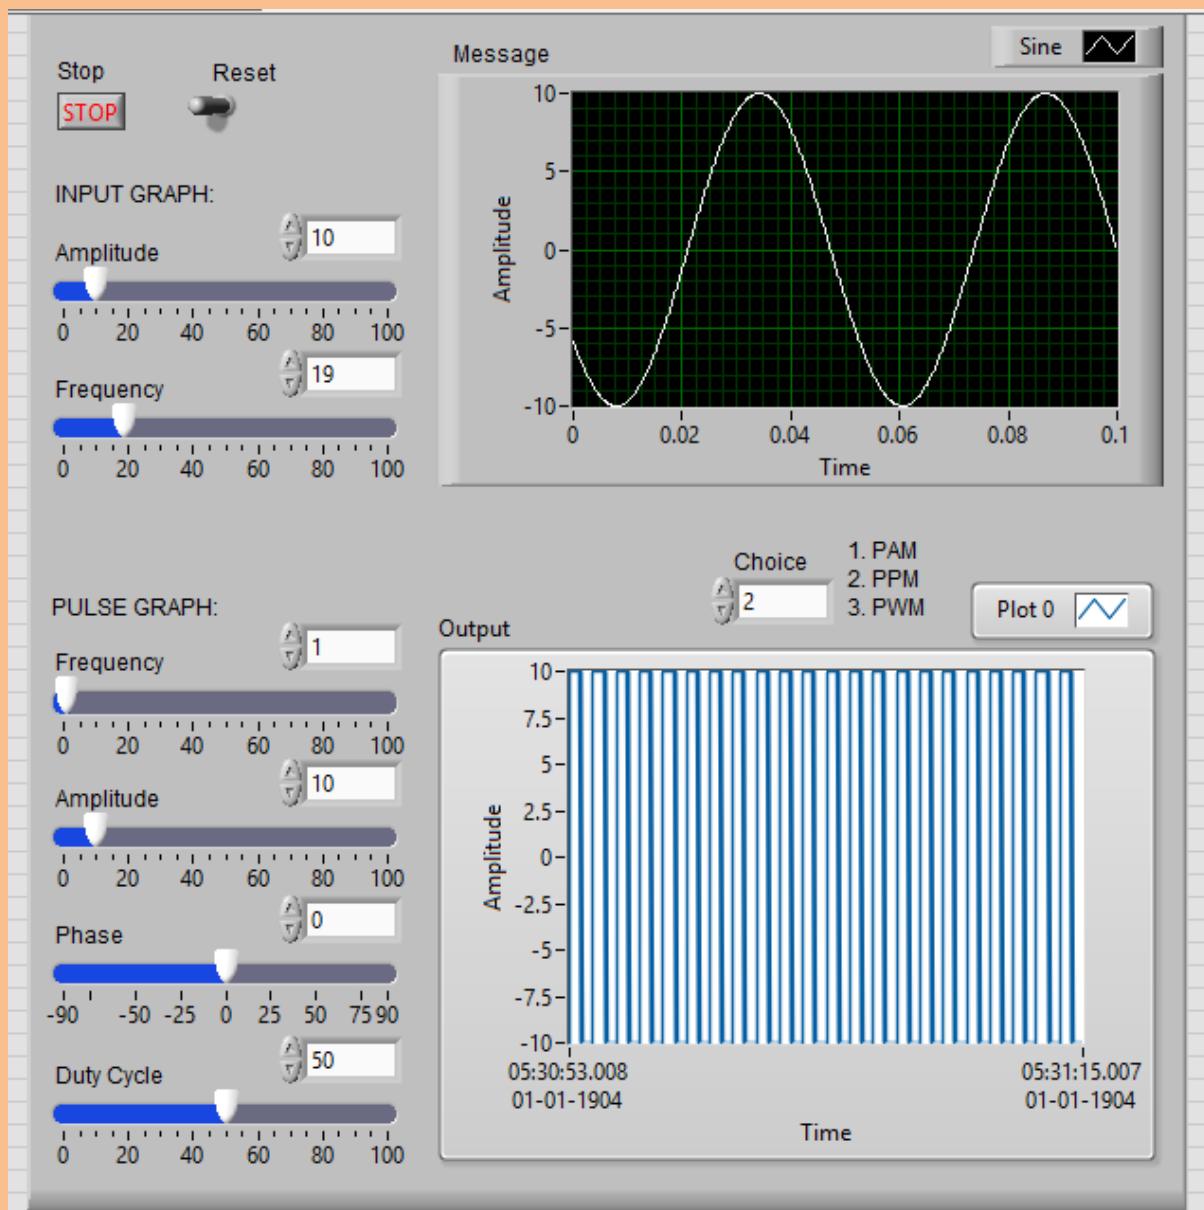 Stop
Reset
STOP
INPUT GRAPH:
Amplitude
10
0 20 40 60 80 100
Frequency
19
0 20 40 60 80 100
Message
Sine
10
5
0
-5
-10
Amplitude
0 0.02 0.04 0.06 0.08 0.1
Time
PULSE GRAPH:
Frequency
1
0 20 40 60 80 100
Amplitude
10
0 20 40 60 80 100
Phase
0
-90 -50 -25 0 25 50 75 90
Duty Cycle
50
0 20 40 60 80 100
Choice
2
1. PAM
2. PPM
3. PWM
Plot 0
Output
10
7.5
5
2.5
0
-2.5
-5
-7.5
-10
Amplitude
05:30:53.008
01-01-1904
05:31:15.007
01-01-1904
Time